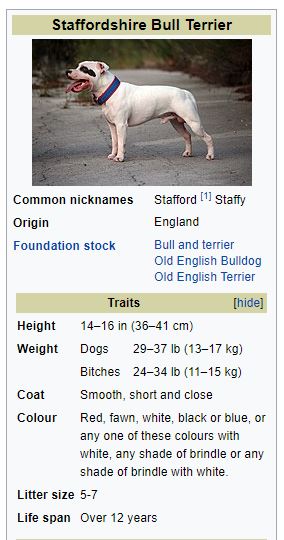 Staffordshire Bull Terrier
Common nicknames Stafford [1] Staffy
Origin England
Foundation stock Bull and terrier
Old English Bulldog
Old English Terrier
Traits [hide]
Height 14–16 in (36–41 cm)
Weight Dogs 29–37 lb (13–17 kg)
Bitches 24–34 lb (11–15 kg)
Coat Smooth, short and close
Colour Red, fawn, white, black or blue, or
any one of these colours with
white, any shade of brindle or any
shade of brindle with white.
Litter size 5-7
Life span Over 12 years